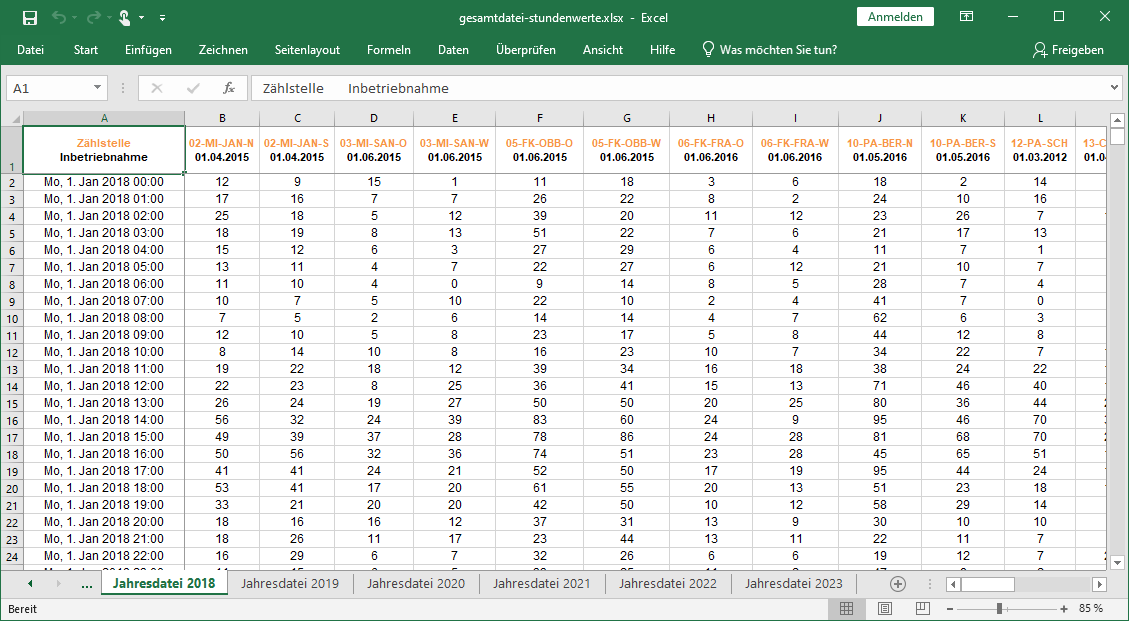 gesamtdatei-stundenwerte.xlsx - Excel
Anmelden
Datei Start Einfügen Zeichnen Seitenlayout Formeln Daten Überprüfen Ansicht Hilfe Was möchten Sie tun? Freigeben
A1 fx Zählstelle Inbetriebnahme
A B C D E F G H I J K L
1 Zählstelle 02-MI-JAN-N 02-MI-JAN-S 03-MI-SAN-O 03-MI-SAN-W 05-FK-OBB-O 05-FK-OBB-W 06-FK-FRA-O 06-FK-FRA-W 10-PA-BER-N 10-PA-BER-S 12-PA-SCH
Inbetriebnahme 01.04.2015 01.04.2015 01.06.2015 01.06.2015 01.06.2015 01.06.2015 01.06.2016 01.06.2016 01.05.2016 01.05.2016 01.03.2012
2 Mo, 1. Jan 2018 00:00 12 9 15 1 11 18 3 6 18 2 14
3 Mo, 1. Jan 2018 01:00 17 16 7 7 26 22 8 2 24 10 16
4 Mo, 1. Jan 2018 02:00 25 18 5 12 39 20 11 12 23 26 7
5 Mo, 1. Jan 2018 03:00 18 19 8 13 51 22 7 6 21 17 13
6 Mo, 1. Jan 2018 04:00 15 12 6 3 27 29 6 4 11 7 1
7 Mo, 1. Jan 2018 05:00 13 11 4 7 22 27 6 12 21 10 7
8 Mo, 1. Jan 2018 06:00 11 10 4 0 9 14 8 5 28 7 4
9 Mo, 1. Jan 2018 07:00 10 7 5 10 22 10 2 4 41 7 0
10 Mo, 1. Jan 2018 08:00 7 5 2 6 14 14 4 7 62 6 3
11 Mo, 1. Jan 2018 09:00 12 10 5 8 23 17 5 8 44 12 8
12 Mo, 1. Jan 2018 10:00 8 14 10 8 16 23 10 7 34 22 7
13 Mo, 1. Jan 2018 11:00 19 22 18 12 39 34 16 18 38 24 22
14 Mo, 1. Jan 2018 12:00 22 23 8 25 36 41 15 13 71 46 40
15 Mo, 1. Jan 2018 13:00 26 24 19 27 50 50 20 25 80 36 44
16 Mo, 1. Jan 2018 14:00 56 32 24 39 83 60 24 9 95 46 70
17 Mo, 1. Jan 2018 15:00 49 39 37 28 78 86 24 28 81 68 70
18 Mo, 1. Jan 2018 16:00 50 56 32 36 74 51 23 28 45 65 51
19 Mo, 1. Jan 2018 17:00 41 41 24 21 52 50 17 19 95 44 24
20 Mo, 1. Jan 2018 18:00 53 41 17 20 61 55 20 13 51 23 18
21 Mo, 1. Jan 2018 19:00 33 21 20 20 42 50 10 12 58 29 14
22 Mo, 1. Jan 2018 20:00 18 16 16 12 37 31 13 9 30 10 10
23 Mo, 1. Jan 2018 21:00 18 26 11 17 23 44 13 11 22 11 7
24 Mo, 1. Jan 2018 22:00 16 29 6 7 32 26 6 6 19 12 7
... Jahresdatei 2018 Jahresdatei 2019 Jahresdatei 2020 Jahresdatei 2021 Jahresdatei 2022 Jahresdatei 2023
Bereit 85 %